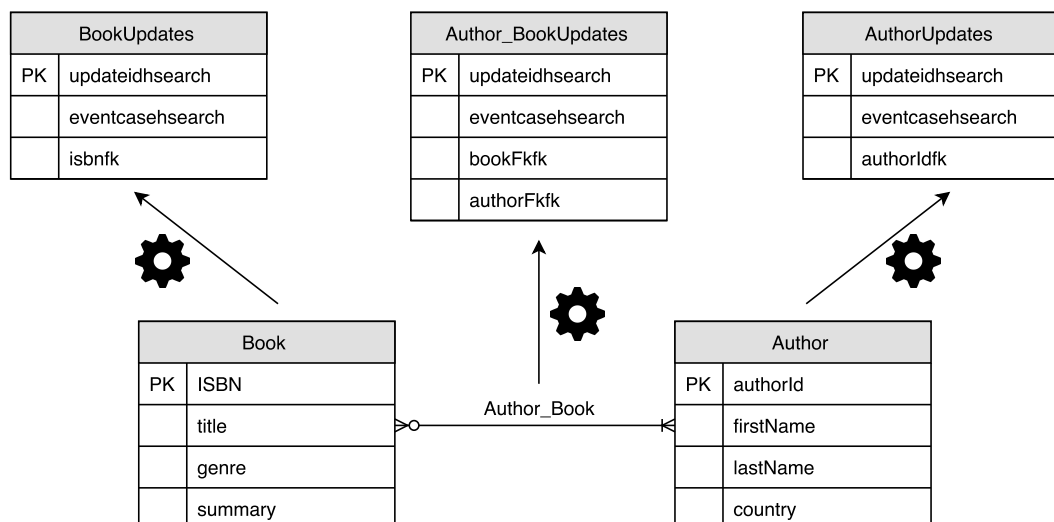 BookUpdates
PK updateidhsearch
eventcasehsearch
isbnfk
Author_BookUpdates
PK updateidhsearch
eventcasehsearch
bookFkfk
authorFkfk
AuthorUpdates
PK updateidhsearch
eventcasehsearch
authorIdfk
Book
PK ISBN
title
genre
summary
Author_Book
Author
PK authorId
firstName
lastName
country